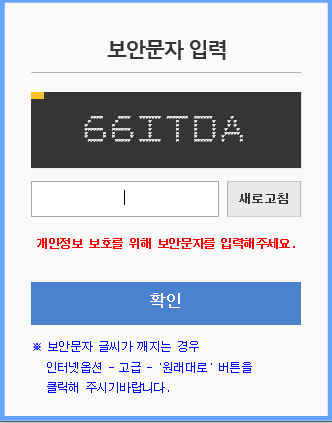 보안문자 입력
66ITDA
새로고침
개인정보 보호를 위해 보안문자를 입력해주세요.
확인
※ 보안문자 글씨가 깨지는 경우
인터넷옵션 - 고급 - '원래대로' 버튼을
클릭해 주시기바랍니다.